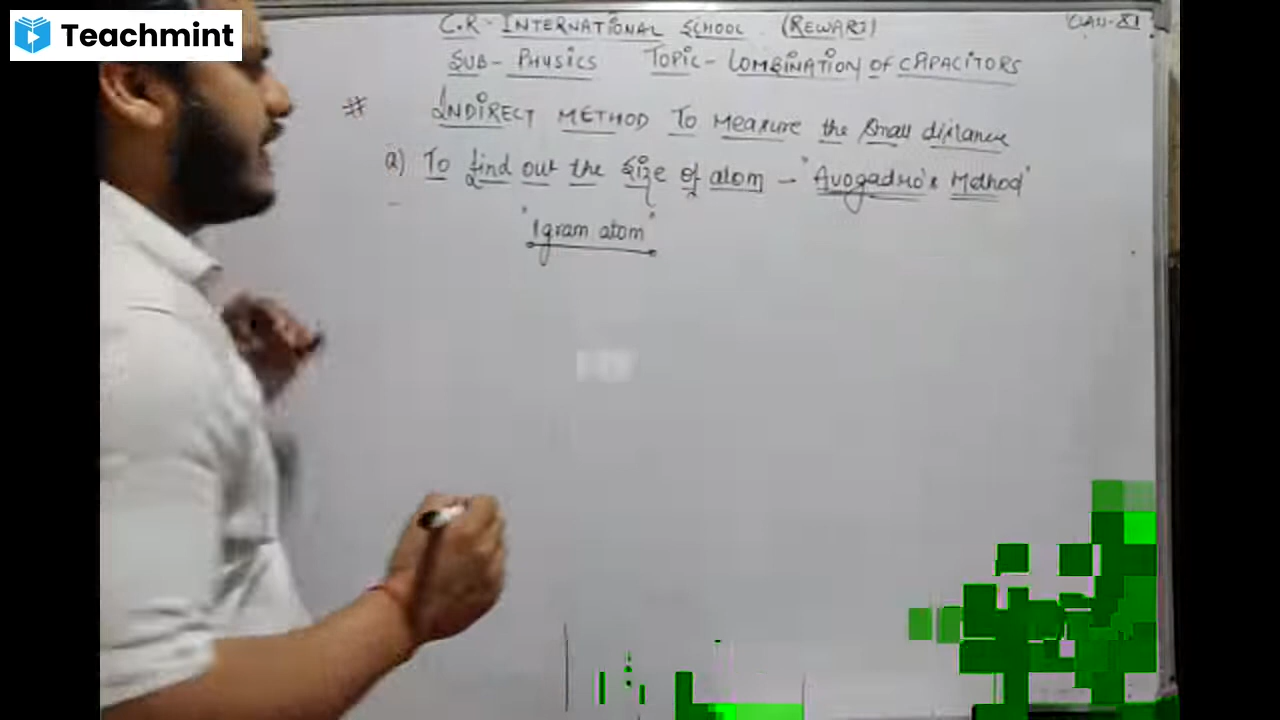 Teachmint
C.R - INTERNATIONAL SCHOOL (REWARI)
CLASS-XI
SUB - PHYSICS TOPIC - COMBINATION OF CAPACITORS
# INDIRECT METHOD TO Measure the Small distance
a) To find out the Size of atom - "Avogadro's Method"
"1gram atom"